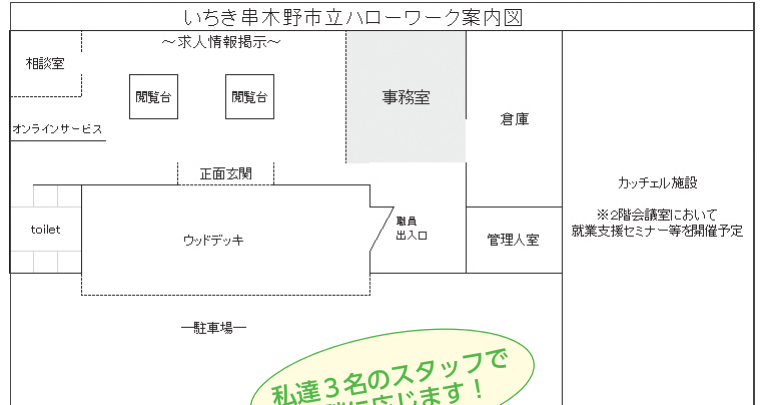 いちき串木野市立ハローワーク案内図
～求人情報掲示～
相談室
閲覧台
閲覧台
事務室
倉庫
オンラインサービス
正面玄関
カッチェル施設
※2階会議室において
就業支援セミナー等を開催予定
toilet
ウッドデッキ
職員
出入口
管理人室
―駐車場―
私達３名のスタッフで
に応じます！